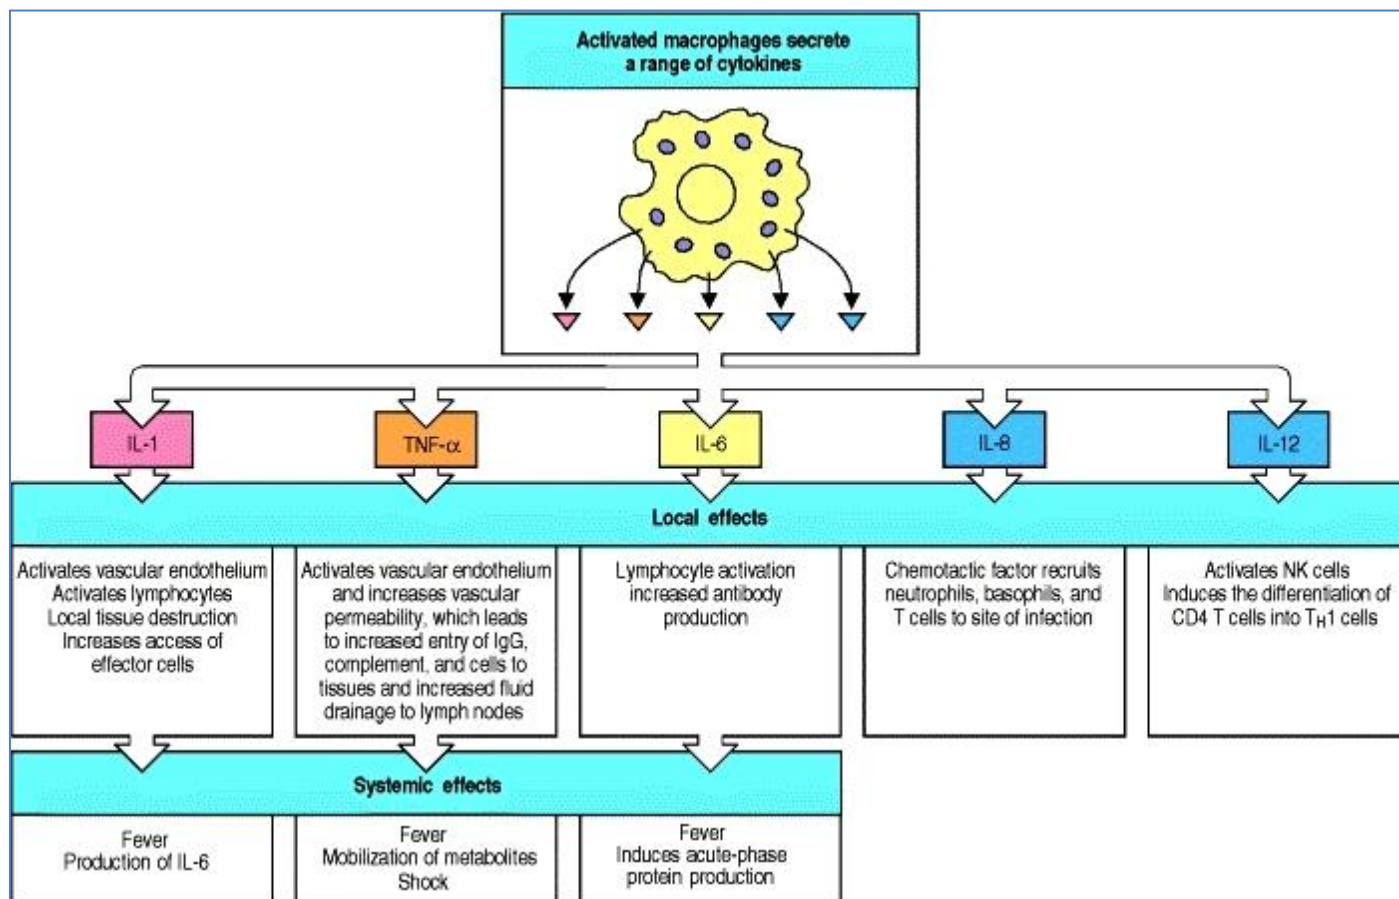 Activated macrophages secrete
a range of cytokines
IL-1
TNF-α
IL-6
IL-8
IL-12
Local effects
Activates vascular endothelium
Activates lymphocytes
Local tissue destruction
Increases access of
effector cells
Activates vascular endothelium
and increases vascular
permeability, which leads
to increased entry of IgG,
complement, and cells to
tissues and increased fluid
drainage to lymph nodes
Lymphocyte activation
increased antibody
production
Chemotactic factor recruits
neutrophils, basophils, and
T cells to site of infection
Activates NK cells
Induces the differentiation of
CD4 T cells into TH1 cells
Systemic effects
Fever
Production of IL-6
Fever
Mobilization of metabolites
Shock
Fever
Induces acute-phase
protein production